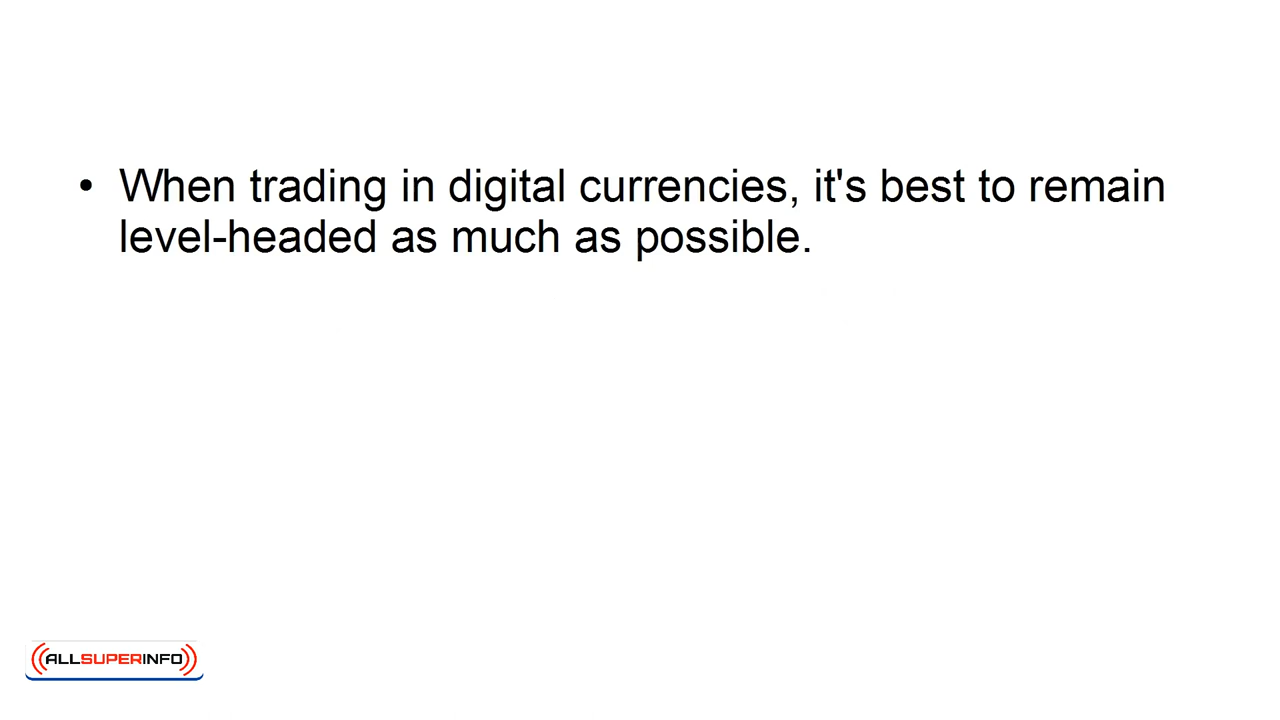 • When trading in digital currencies, it's best to remain
level-headed as much as possible.
ALLSUPERINFO